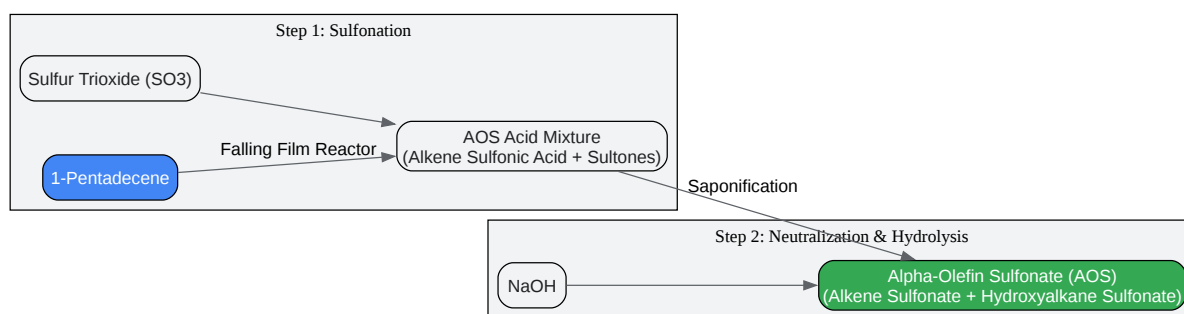 Step 1: Sulfonation
Sulfur Trioxide (SO3)
Falling Film Reactor
1-Pentadecene
AOS Acid Mixture
(Alkene Sulfonic Acid + Sultones)
Saponification
Step 2: Neutralization & Hydrolysis
NaOH
Alpha-Olefin Sulfonate (AOS)
(Alkene Sulfonate + Hydroxyalkane Sulfonate)